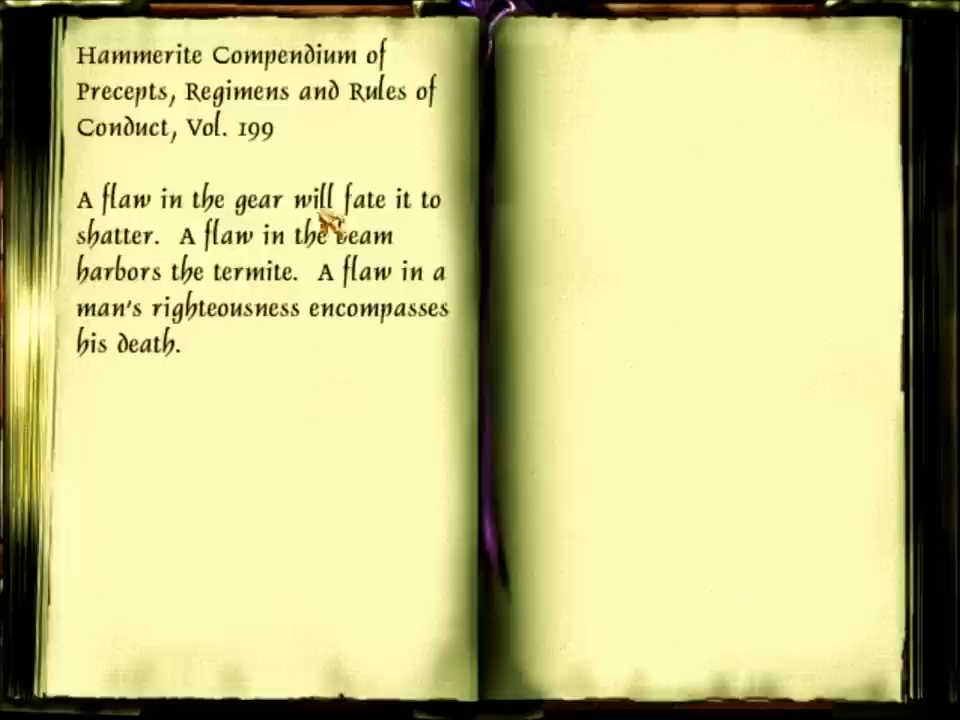 Hammerite Compendium of
Precepts, Regimens and Rules of
Conduct, Vol. 199
A flaw in the gear will fate it to
shatter. A flaw in the beam
harbors the termite. A flaw in a
man's righteousness encompasses
his death.